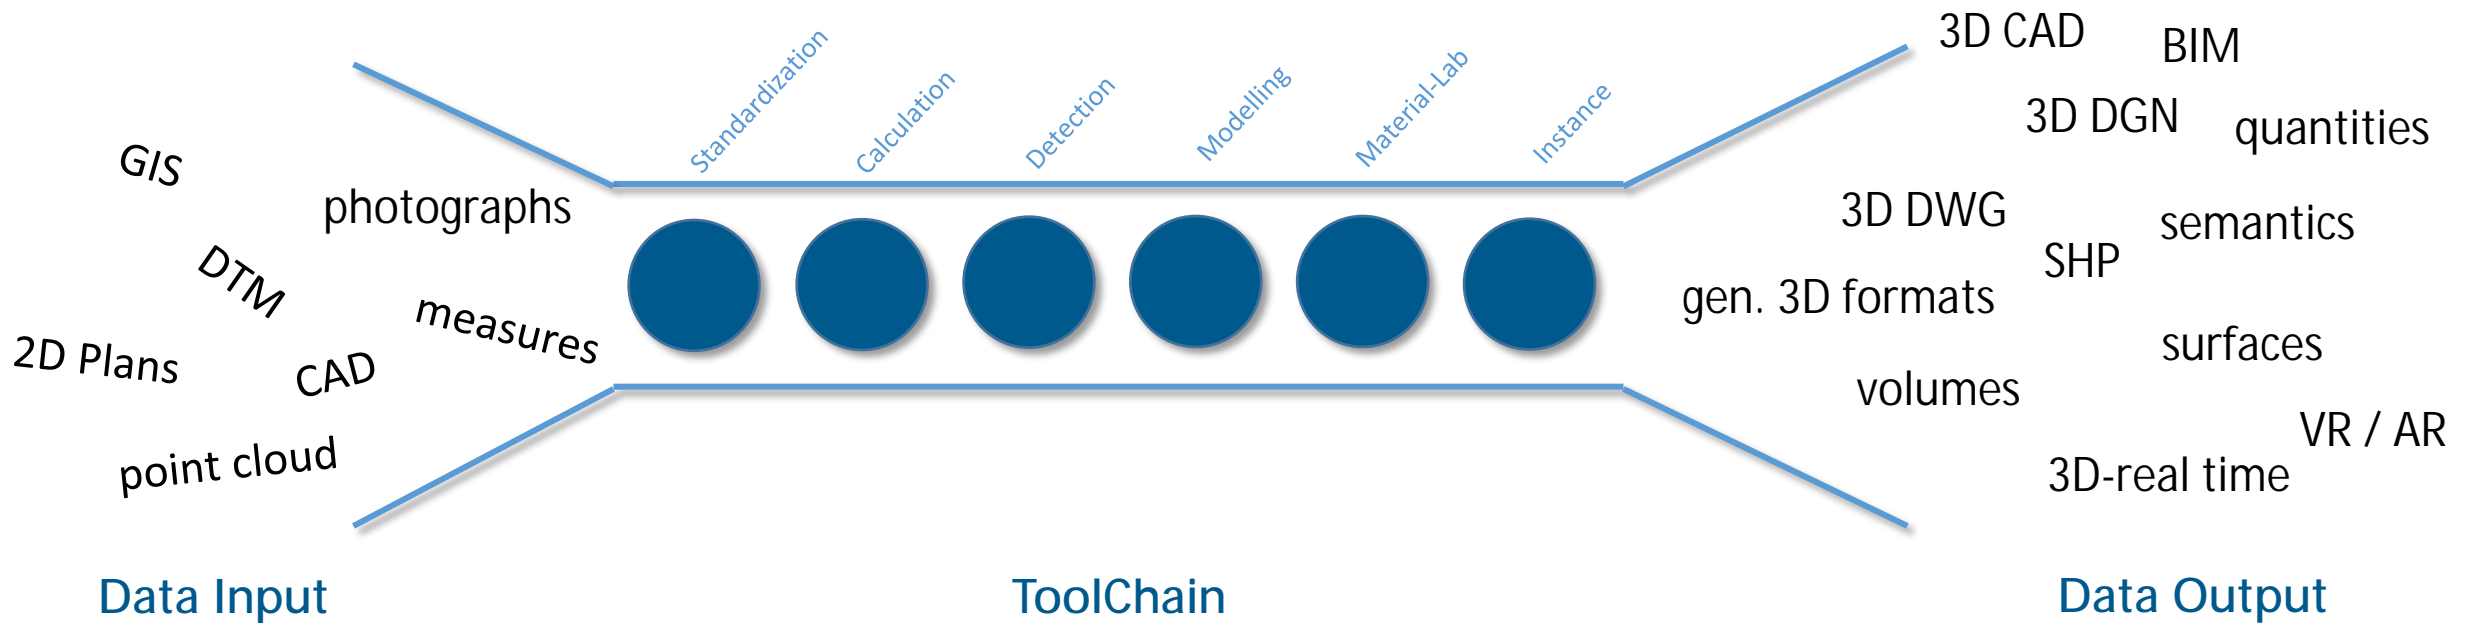 GIS
photographs
DTM
measures
2D Plans
CAD
point cloud
Data Input
Standardization
Calculation
Detection
Modelling
Material-Lab
Instance
ToolChain
3D CAD
BIM
3D DGN
quantities
3D DWG
semantics
SHP
gen. 3D formats
surfaces
volumes
VR / AR
3D-real time
Data Output